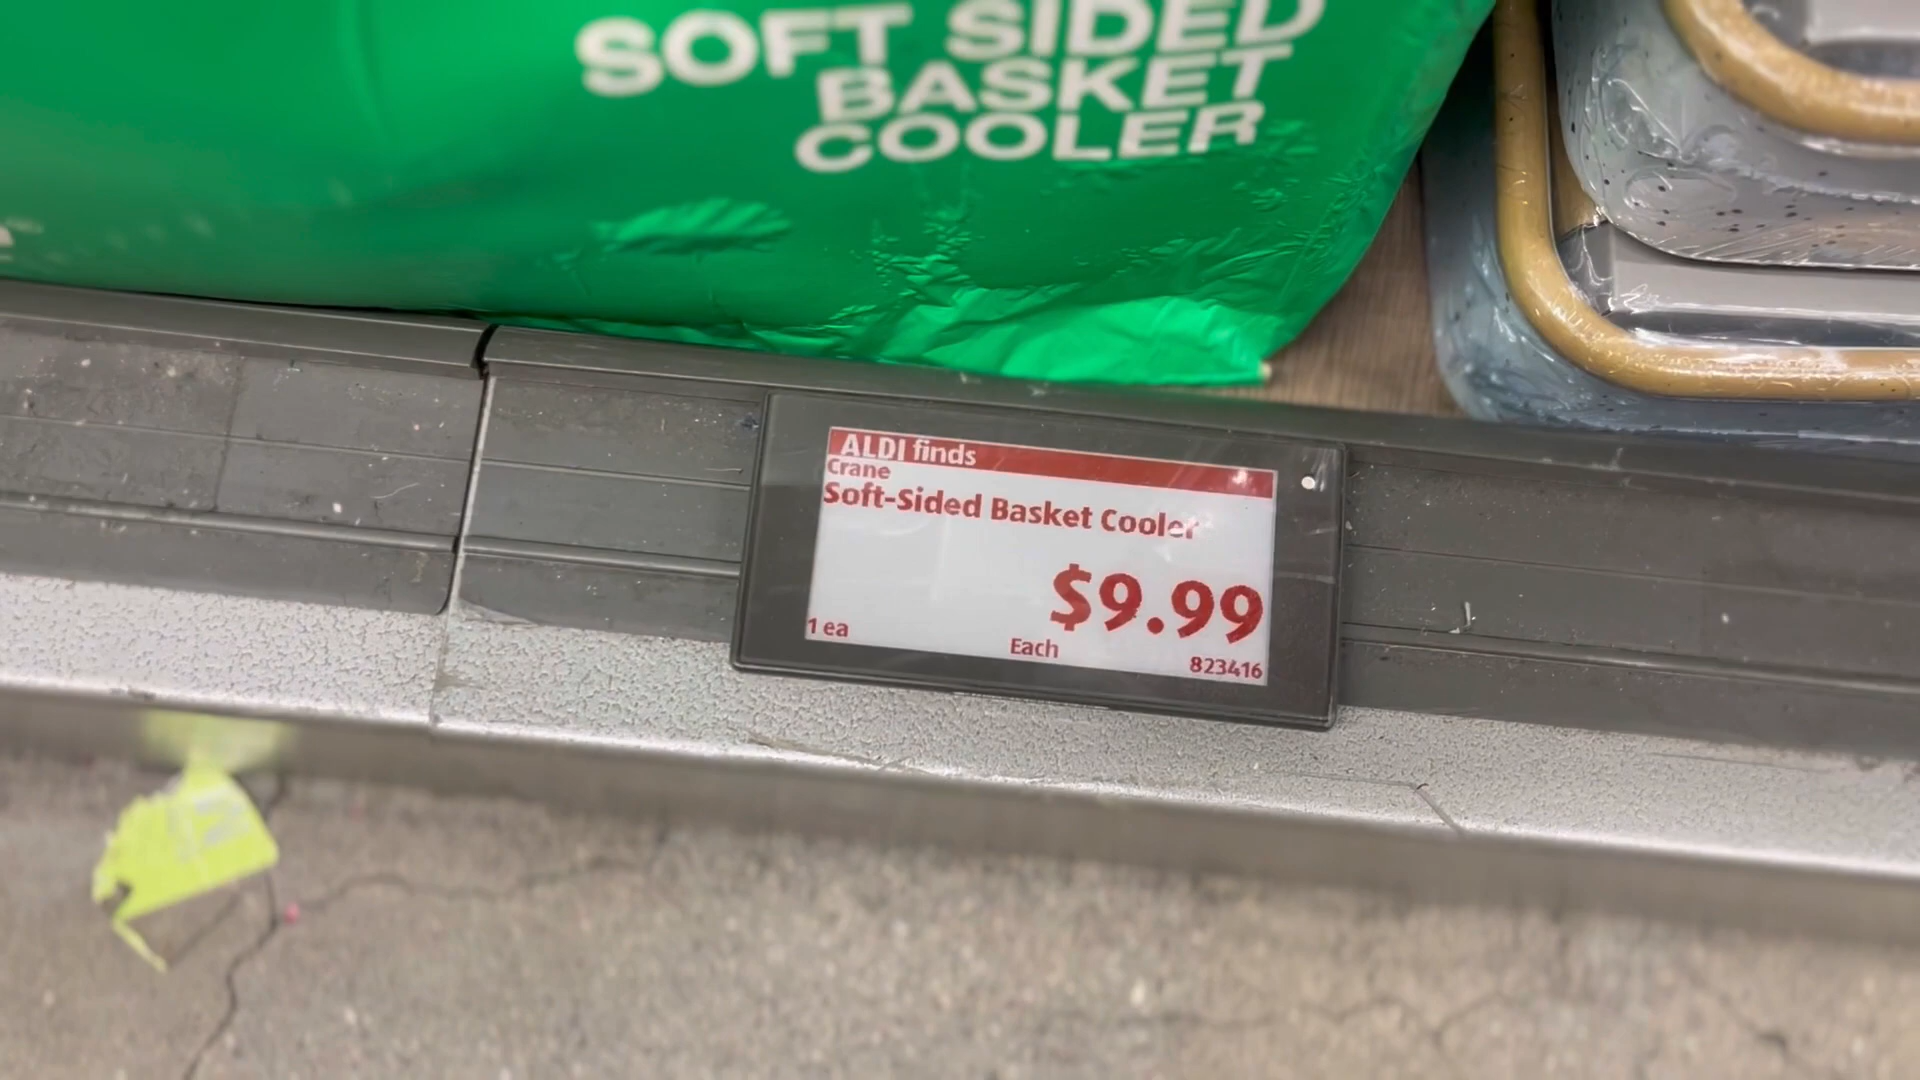 SOFT SIDED
BASKET
COOLER
ALDI finds
Crane
Soft-Sided Basket Cooler
$9.99
1 ea
Each
823416